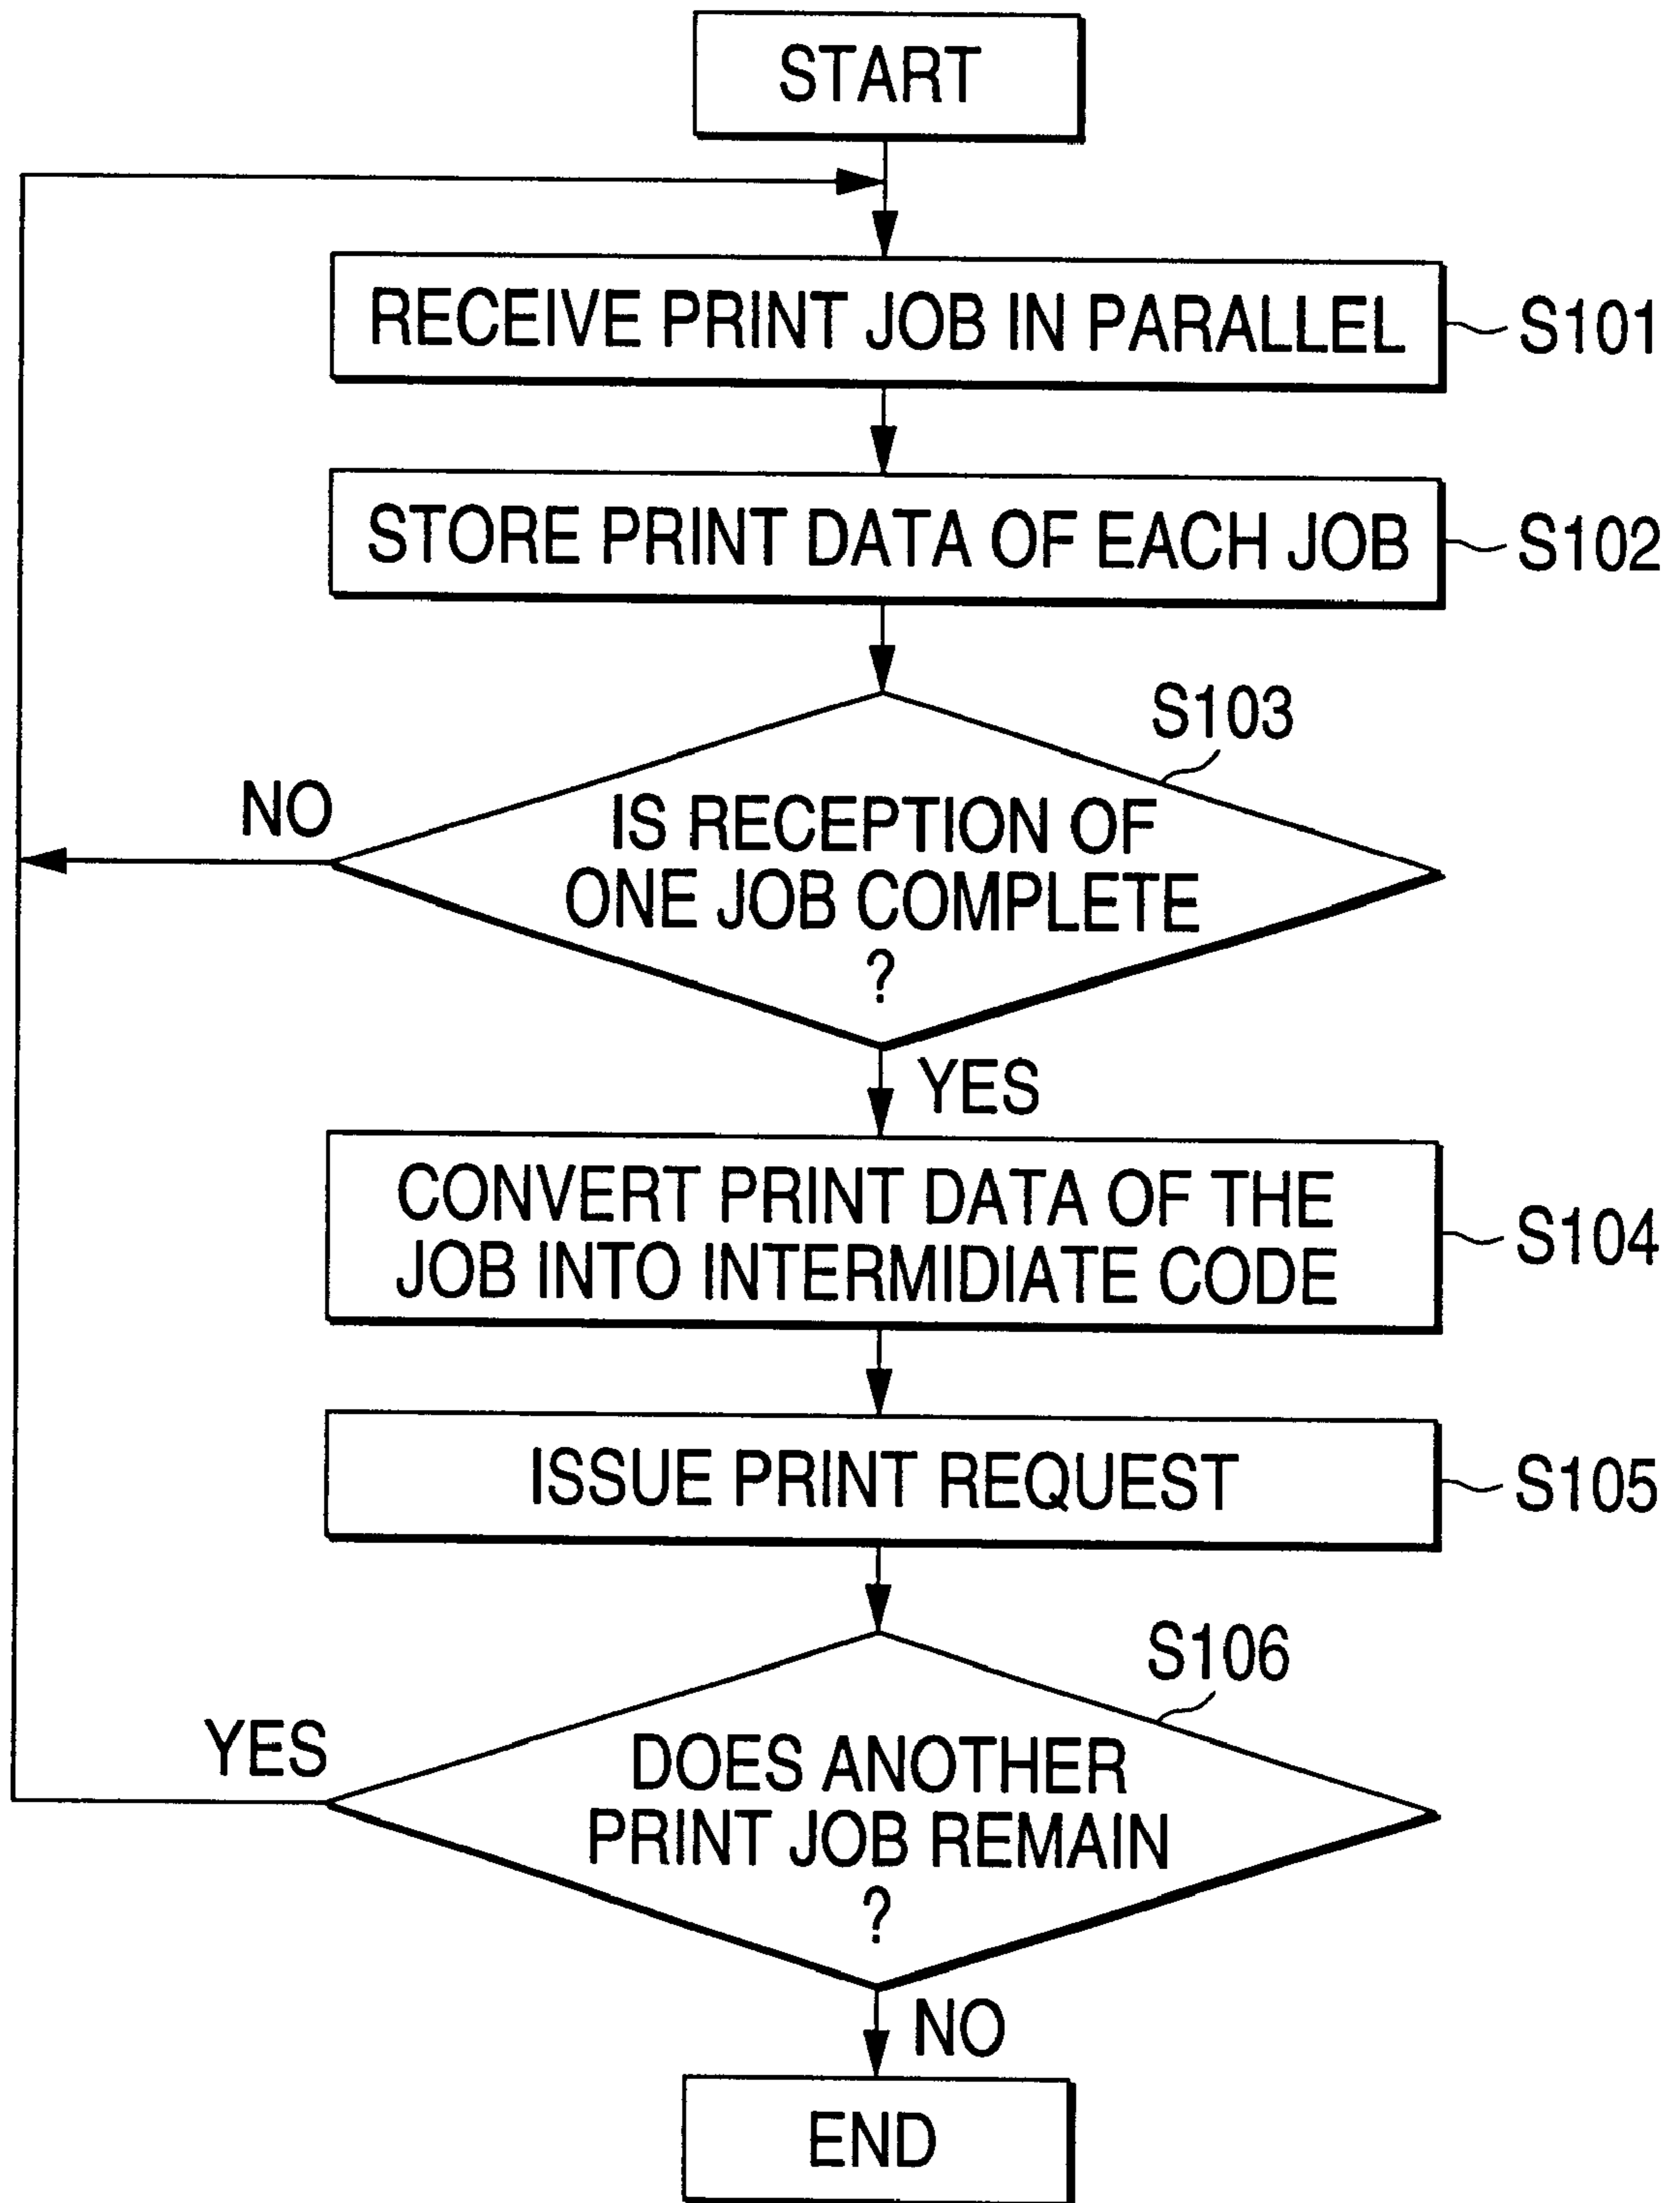 START
RECEIVE PRINT JOB IN PARALLEL
S101
STORE PRINT DATA OF EACH JOB
S102
S103
NO
IS RECEPTION OF
ONE JOB COMPLETE
?
YES
CONVERT PRINT DATA OF THE
JOB INTO INTERMIDIATE CODE
S104
ISSUE PRINT REQUEST
S105
S106
YES
DOES ANOTHER
PRINT JOB REMAIN
?
NO
END